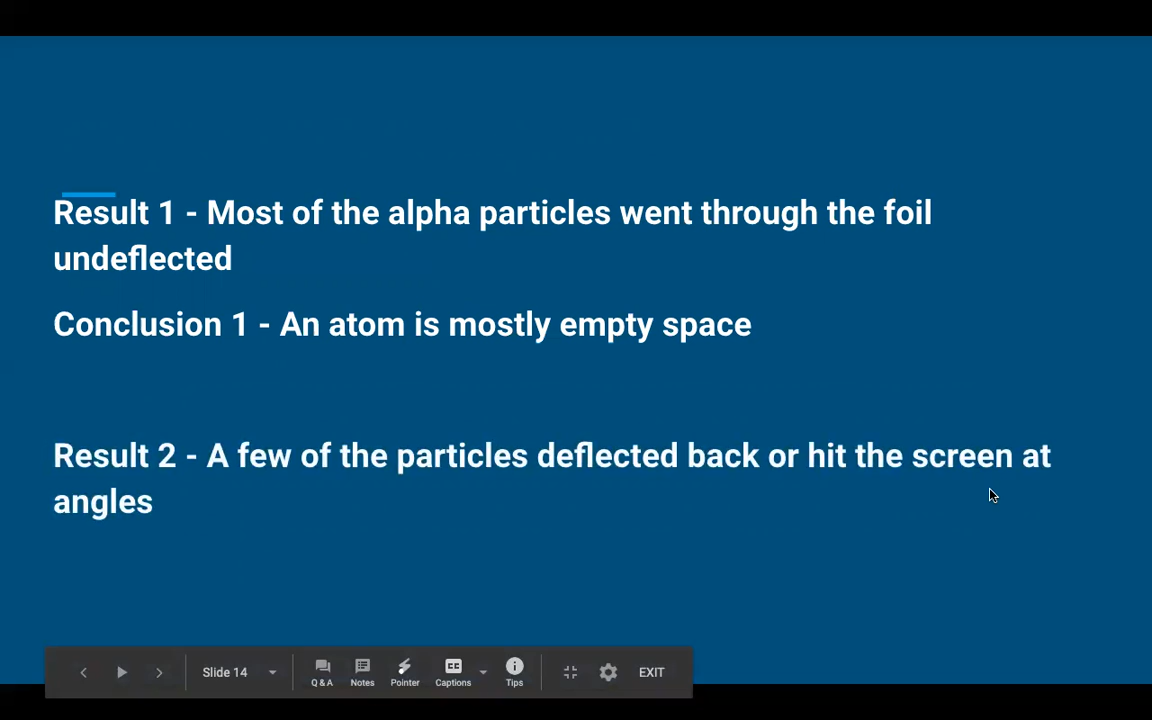 Result 1 - Most of the alpha particles went through the foil
undeflected
Conclusion 1 - An atom is mostly empty space
Result 2 - A few of the particles deflected back or hit the screen at
angles
Slide 14
Q & A
Notes
Pointer
CC
Captions
Tips
EXIT